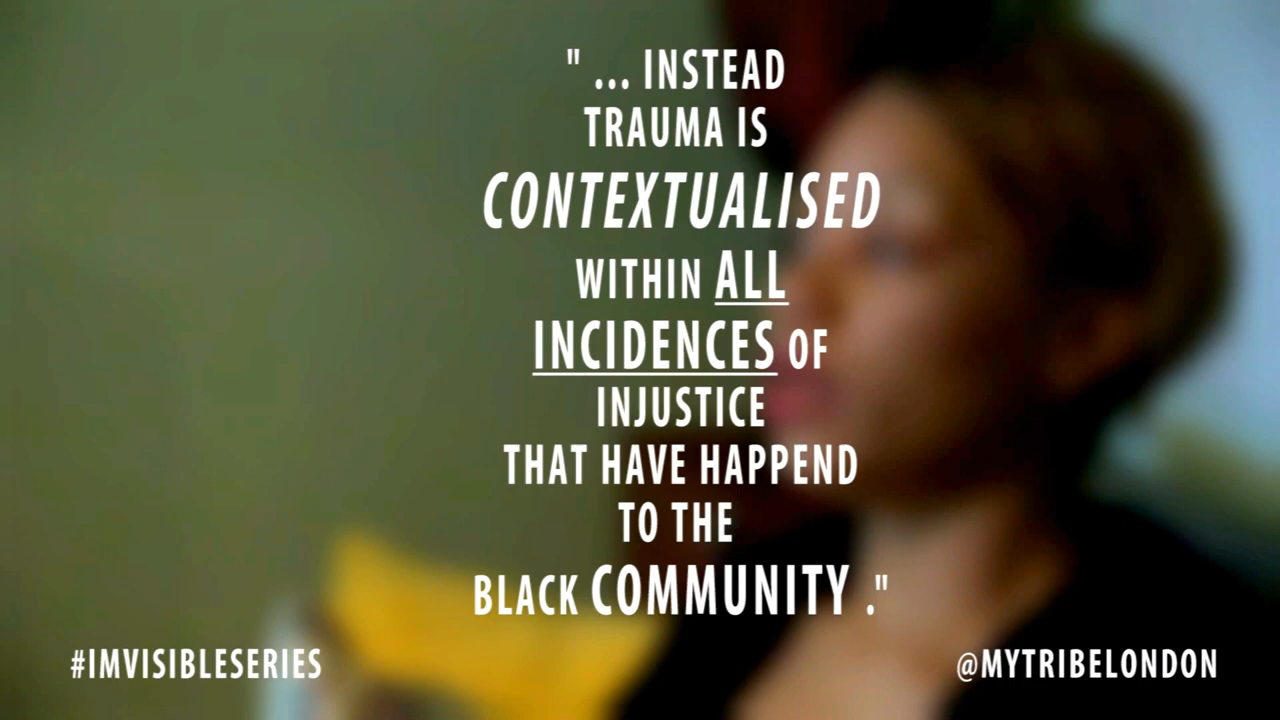 " ... INSTEAD
TRAUMA IS
CONTEXTUALISED
WITHIN ALL
INCIDENCES OF
INJUSTICE
THAT HAVE HAPPEND
TO THE
BLACK COMMUNITY ."
#IMVISIBLESERIES
@MYTRIBELONDON